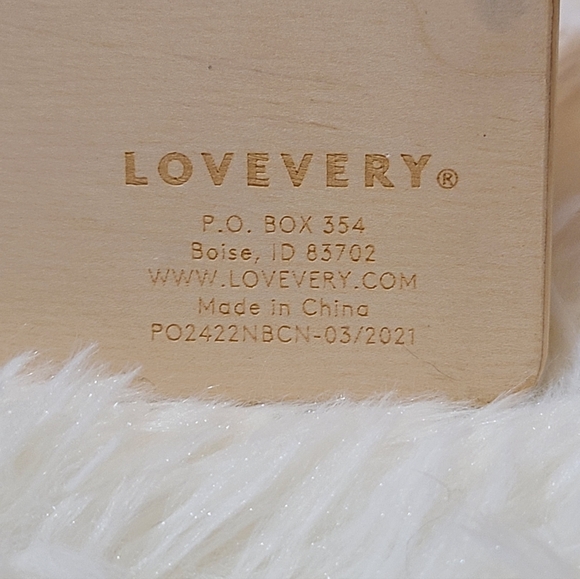 LOVEVERY®
P.O. BOX 354
Boise, ID 83702
WWW.LOVEVERY.COM
Made in China
PO2422NBCN-03/2021